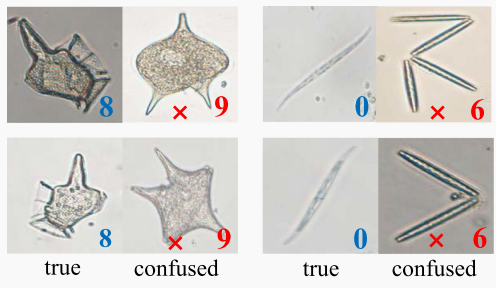 8 × 9 0 × 6
8 × 9 0 × 6
true confused true confused